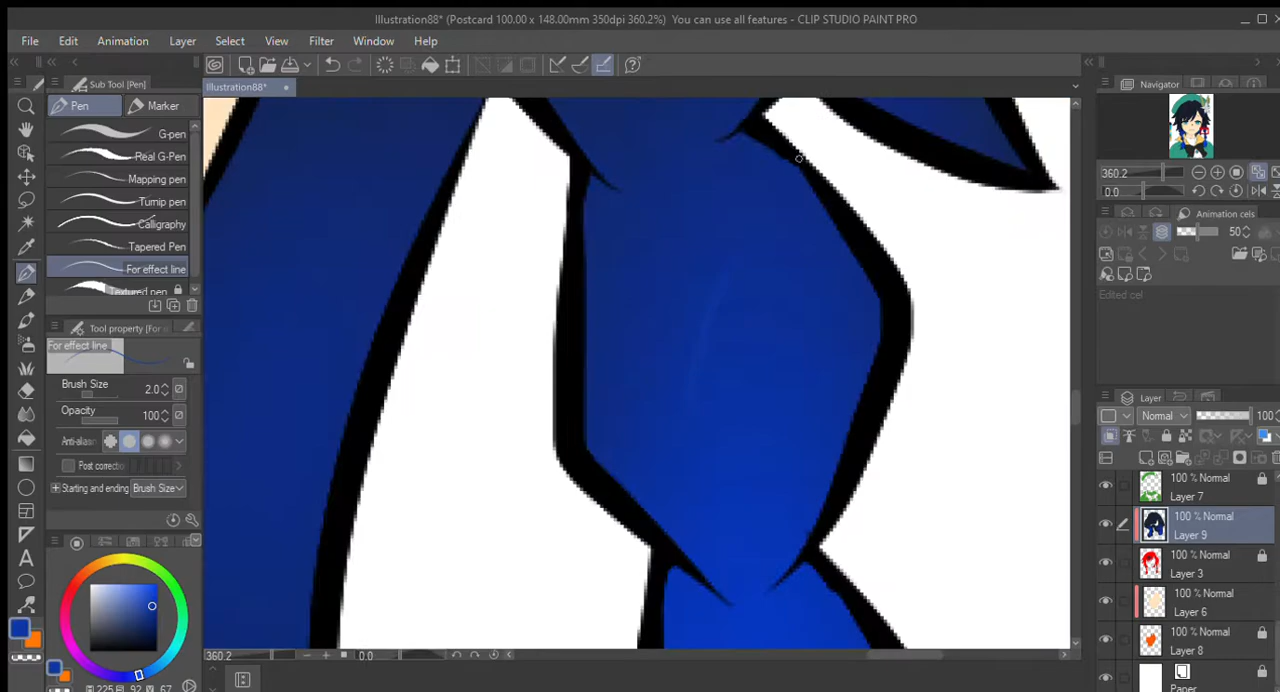 Illustration88* (Postcard 100.00 x 148.00mm 350dpi 360.2%) You can use all features - CLIP STUDIO PAINT PRO
File Edit Animation Layer Select View Filter Window Help
Sub Tool [Pen]
Illustration88*
Navigator
Pen Marker
G-pen
Real G-Pen
Mapping pen
Turnip pen
Calligraphy
Tapered Pen
For effect line
Textured pen
Tool property [For
For effect line
Brush Size 2.0
Opacity 100
Post correctio
Starting and ending Brush Size
360.2
0.0
Animation cels
50
Edited cel
Layer
Normal 100
100 % Normal
Layer 7
100 % Normal
Layer 9
100 % Normal
Layer 3
100 % Normal
Layer 6
100 % Normal
Layer 8
Paper
360.2 0.0
225 92 67